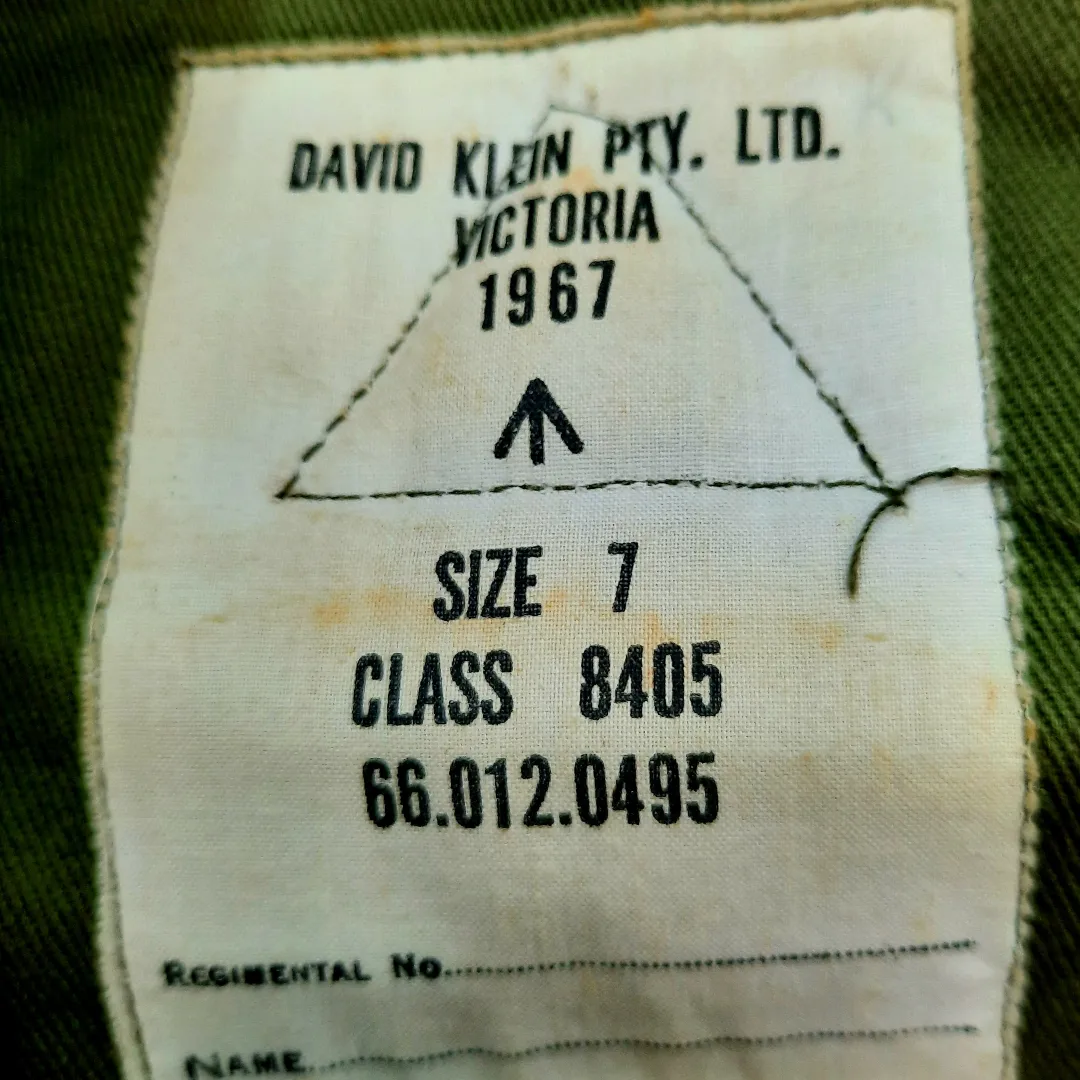 DAVID KLEIN PTY. LTD.
VICTORIA
1967
SIZE 7
CLASS 8405
66.012.0495
REGIMENTAL NO.
NAME